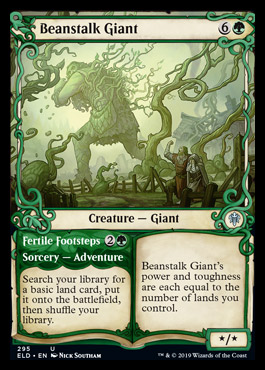 Beanstalk Giant 6
Creature — Giant
Fertile Footsteps 2
Sorcery — Adventure
Search your library for
a basic land card, put
it onto the battlefield,
then shuffle your
library.
Beanstalk Giant's
power and toughness
are each equal to the
number of lands you
control.
*/*
295 U
ELD • EN Nick Southam
™ & © 2019 Wizards of the Coast